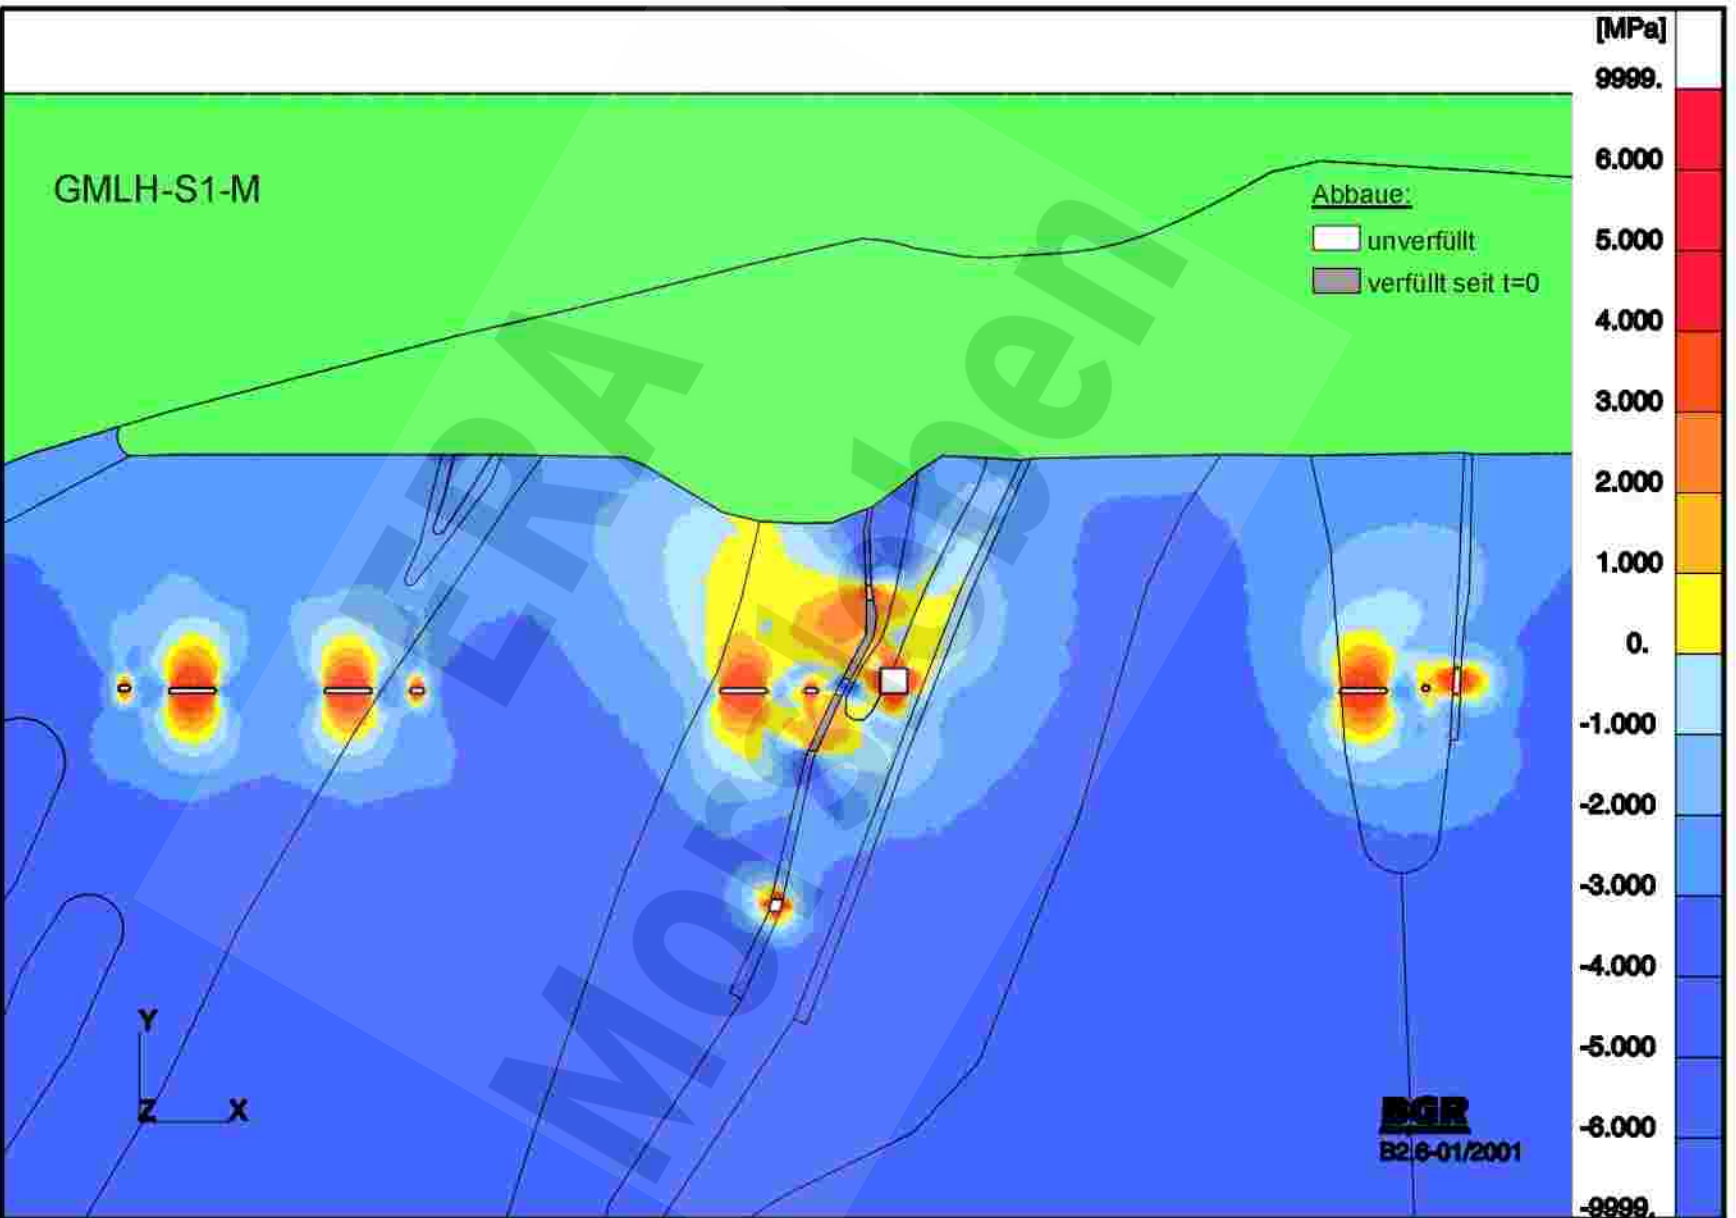 [MPa]
9999.
6.000
5.000
4.000
3.000
2.000
1.000
0.
-1.000
-2.000
-3.000
-4.000
-5.000
-6.000
-9999.
GMLH-S1-M
Abbaue:
unverfüllt
verfüllt seit t=0
ERA
Morsleben
Y
Z X
BGR
B2.6-01/2001